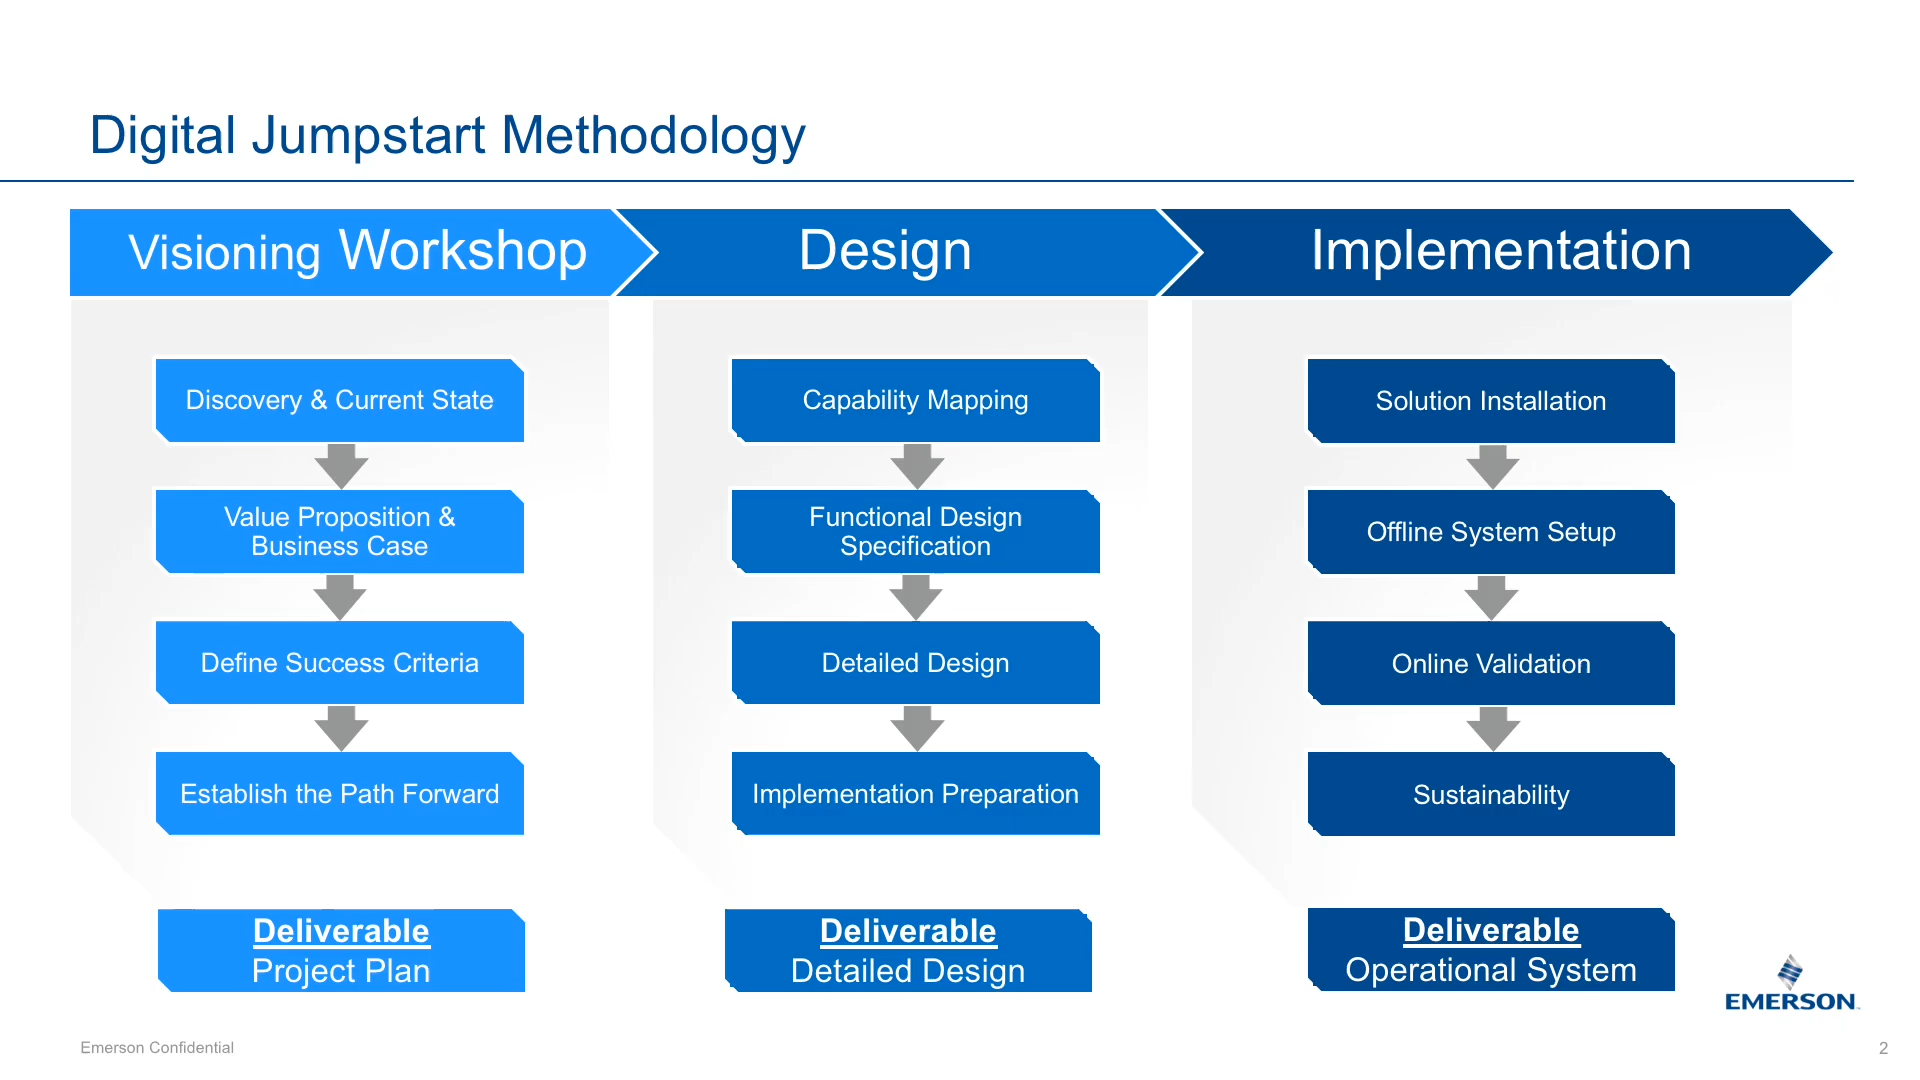 Digital Jumpstart Methodology
Visioning Workshop
Design
Implementation
Discovery & Current State
Value Proposition &
Business Case
Define Success Criteria
Establish the Path Forward
Deliverable
Project Plan
Capability Mapping
Functional Design
Specification
Detailed Design
Implementation Preparation
Deliverable
Detailed Design
Solution Installation
Offline System Setup
Online Validation
Sustainability
Deliverable
Operational System
EMERSON
Emerson Confidential
2